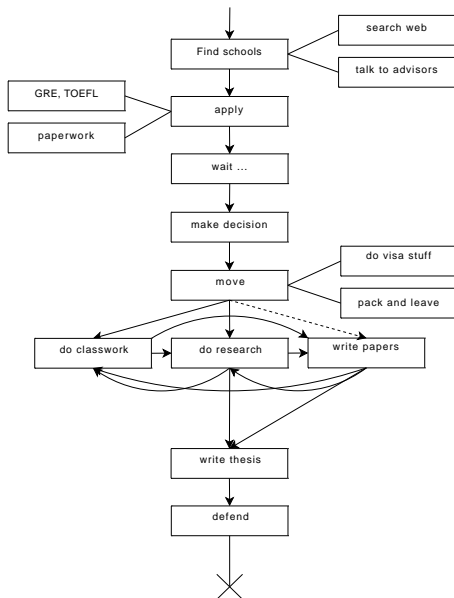 search web
Find schools
talk to advisors
GRE, TOEFL
apply
paperwork
wait ...
make decision
do visa stuff
move
pack and leave
do classwork
do research
write papers
write thesis
defend